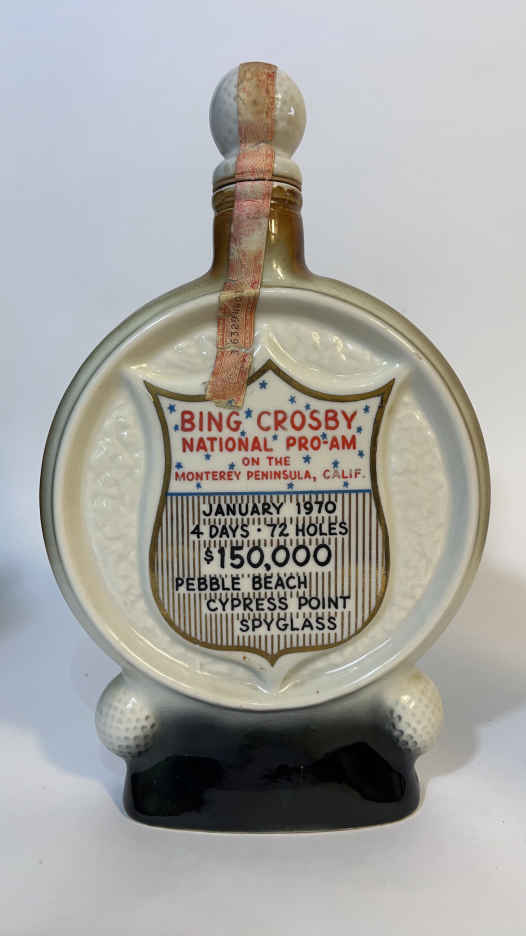 BING CROSBY
NATIONAL PRO-AM
ON THE
MONTEREY PENINSULA, CALIF.
JANUARY 1970
4 DAYS · 72 HOLES
$150,000
PEBBLE BEACH
CYPRESS POINT
SPYGLASS